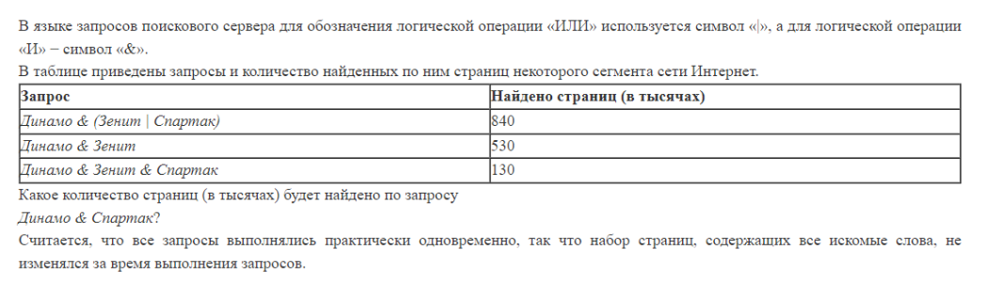 В языке запросов поискового сервера для обозначения логической операции «ИЛИ» используется символ «|», а для логической операции
«И» − символ «&».
В таблице приведены запросы и количество найденных по ним страниц некоторого сегмента сети Интернет.
Запрос Найдено страниц (в тысячах)
Динамо & (Зенит | Спартак) 840
Динамо & Зенит 530
Динамо & Зенит & Спартак 130
Какое количество страниц (в тысячах) будет найдено по запросу
Динамо & Спартак?
Считается, что все запросы выполнялись практически одновременно, так что набор страниц, содержащих все искомые слова, не
изменялся за время выполнения запросов.